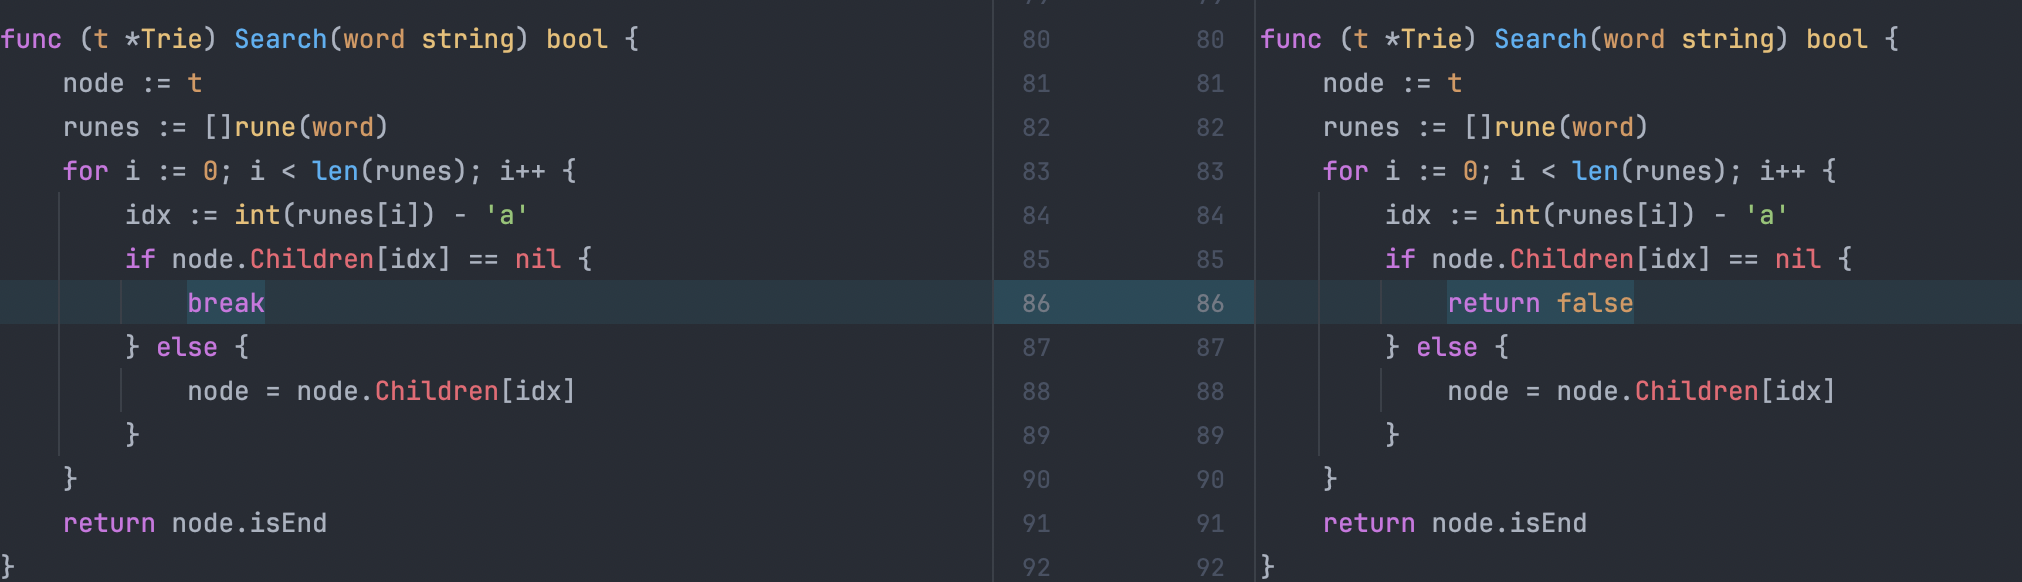 func (t *Trie) Search(word string) bool {
    node := t
    runes := []rune(word)
    for i := 0; i < len(runes); i++ {
        idx := int(runes[i]) - 'a'
        if node.Children[idx] == nil {
            break
        } else {
            node = node.Children[idx]
        }
    }
    return node.isEnd
}
80
81
82
83
84
85
86
87
88
89
90
91
92
80
81
82
83
84
85
86
87
88
89
90
91
92
func (t *Trie) Search(word string) bool {
    node := t
    runes := []rune(word)
    for i := 0; i < len(runes); i++ {
        idx := int(runes[i]) - 'a'
        if node.Children[idx] == nil {
            return false
        } else {
            node = node.Children[idx]
        }
    }
    return node.isEnd
}